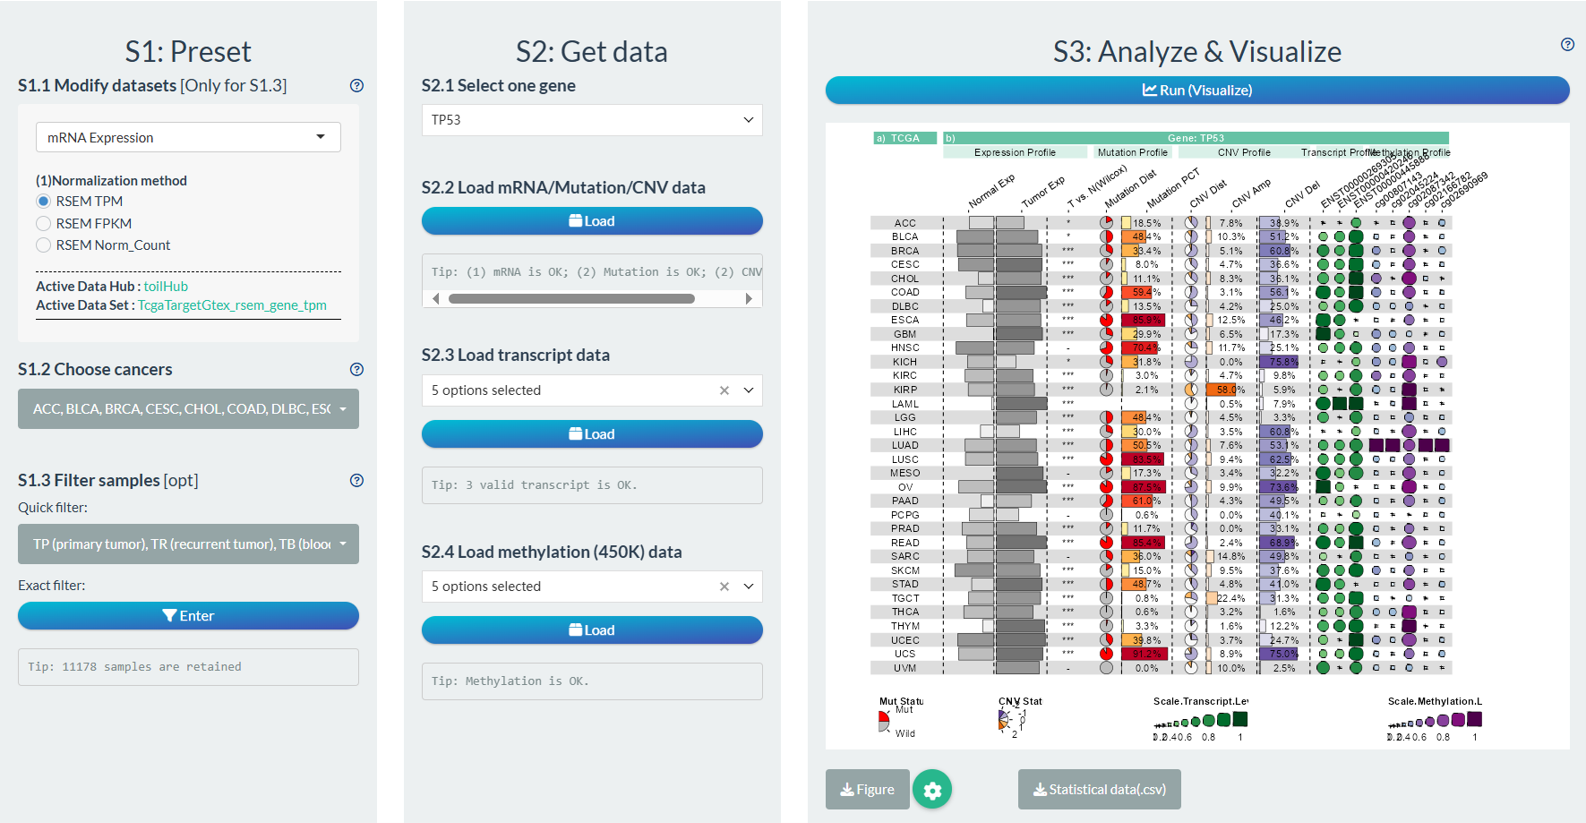 S1: Preset
S1.1 Modify datasets [Only for S1.3]
mRNA Expression
(1)Normalization method
RSEM TPM
RSEM FPKM
RSEM Norm_Count
Active Data Hub : toilHub
Active Data Set : TcgaTargetGtex_rsem_gene_tpm
S1.2 Choose cancers
ACC, BLCA, BRCA, CESC, CHOL, COAD, DLBC, ESC
S1.3 Filter samples [opt]
Quick filter:
TP (primary tumor), TR (recurrent tumor), TB (blood
Exact filter:
Enter
Tip: 11178 samples are retained
S2: Get data
S2.1 Select one gene
TP53
S2.2 Load mRNA/Mutation/CNV data
Load
Tip: (1) mRNA is OK; (2) Mutation is OK; (2) CNV
S2.3 Load transcript data
5 options selected
Load
Tip: 3 valid transcript is OK.
S2.4 Load methylation (450K) data
5 options selected
Load
Tip: Methylation is OK.
S3: Analyze & Visualize
Run (Visualize)
a) TCGA b) Gene: TP53
Expression Profile Mutation Profile CNV Profile Transcript Profile Methylation Profile
Normal Exp Tumor Exp T vs. N(Wilcox) Mutation Dist Mutation PCT CNV Dist CNV Amp CNV Del cg00807143 cg02045224 cg02087342 cg02166782 cg02690969
ACC * 18.5% 7.8% 38.9%
BLCA * 48.4% 10.3% 51.2%
BRCA *** 33.4% 5.1% 60.8%
CESC *** 8.0% 4.7% 36.6%
CHOL *** 11.1% 8.3% 36.1%
COAD *** 59.4% 3.1% 56.1%
DLBC *** 13.5% 4.2% 25.0%
ESCA *** 85.9% 12.5% 46.2%
GBM *** 29.9% 6.5% 17.3%
HNSC - 70.4% 11.7% 25.1%
KICH * 31.8% 0.0% 75.8%
KIRC *** 3.0% 4.7% 9.8%
KIRP *** 2.1% 58.0% 5.9%
LAML *** 0.5% 7.9%
LGG *** 48.4% 4.5% 3.3%
LIHC *** 30.0% 3.5% 60.8%
LUAD *** 50.5% 7.6% 53.1%
LUSC *** 83.5% 9.4% 62.5%
MESO - 17.3% 3.4% 32.2%
OV *** 87.5% 9.9% 73.6%
PAAD *** 61.0% 4.3% 49.5%
PCPG - 0.6% 0.0% 40.1%
PRAD *** 11.7% 0.0% 33.1%
READ *** 85.4% 2.4% 68.9%
SARC - 36.0% 14.8% 49.8%
SKCM *** 15.0% 9.5% 37.6%
STAD *** 48.7% 4.8% 41.0%
TGCT *** 0.8% 22.4% 31.3%
THCA *** 0.6% 3.2% 1.6%
THYM *** 3.3% 1.6% 12.2%
UCEC *** 39.8% 3.7% 24.7%
UCS *** 91.2% 8.9% 75.0%
UVM - 0.0% 10.0% 2.5%
Mut Statu
Mut
Wild
CNV Stat
-1
0
1
2
Scale.Transcript.Lev
0.4 0.6 0.8 1
Scale.Methylation.L
0.4 0.6 0.8 1
Figure
Statistical data(.csv)